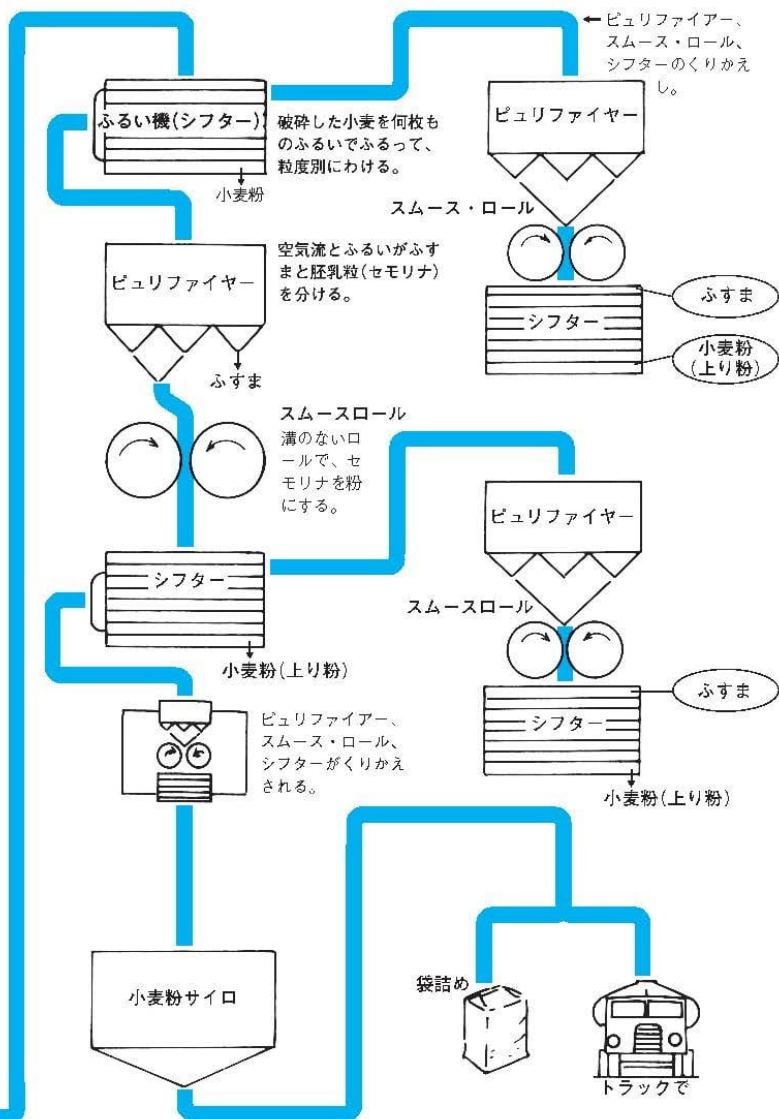 ←ピュリファイアー、
スムース・ロール、
シフターのくりかえ
し。
ふるい機(シフター)
破砕した小麦を何枚も
のふるいでふるって、
粒度別にわける。
小麦粉
ピュリファイヤー
スムース・ロール
シフター
ふすま
小麦粉
(上り粉)
ピュリファイヤー
空気流とふるいがふす
まと胚乳粒(セモリナ)
を分ける。
ふすま
スムースロール
溝のないロ
ールで、セ
モリナを粉
にする。
シフター
小麦粉(上り粉)
ピュリファイヤー
スムースロール
シフター
ふすま
小麦粉(上り粉)
ピュリファイアー、
スムース・ロール、
シフターがくりかえ
される。
小麦粉サイロ
袋詰め
トラックで